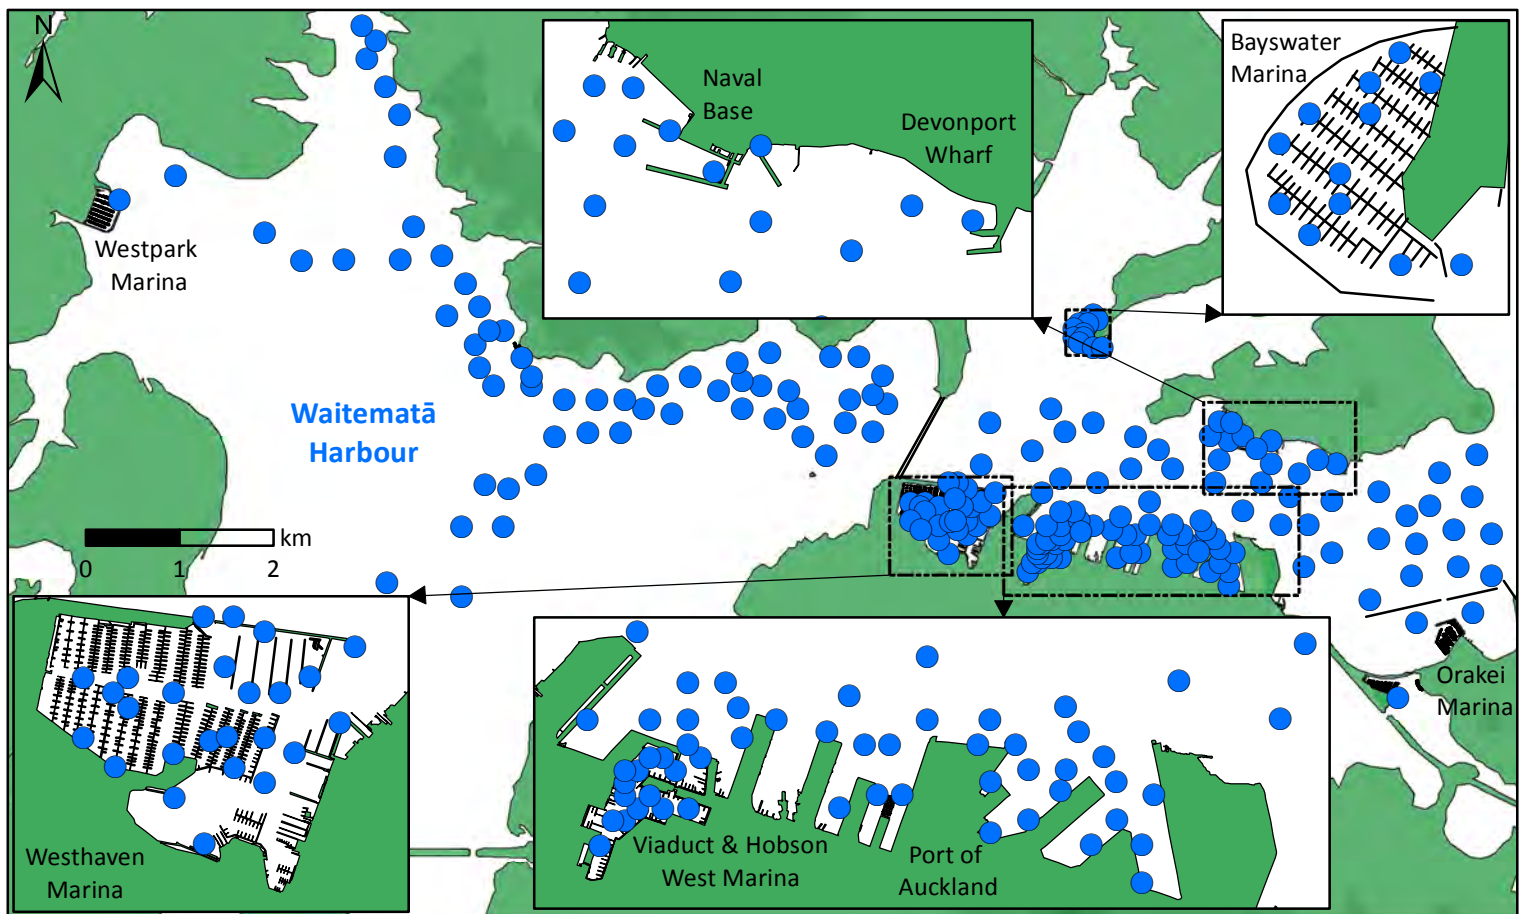 N
Naval
Base
Devonport
Wharf
Bayswater
Marina
Westpark
Marina
Waitematā
Harbour
km
0 1 2
Orakei
Marina
Westhaven
Marina
Viaduct & Hobson
West Marina
Port of
Auckland